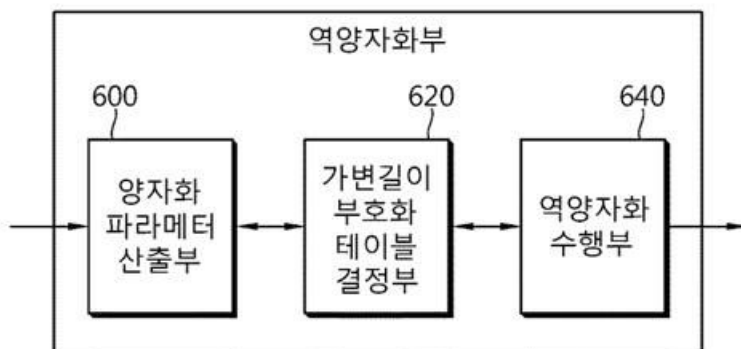 역양자화부
600
620
640
양자화
파라메터
산출부
가변길이
부호화
테이블
결정부
역양자화
수행부